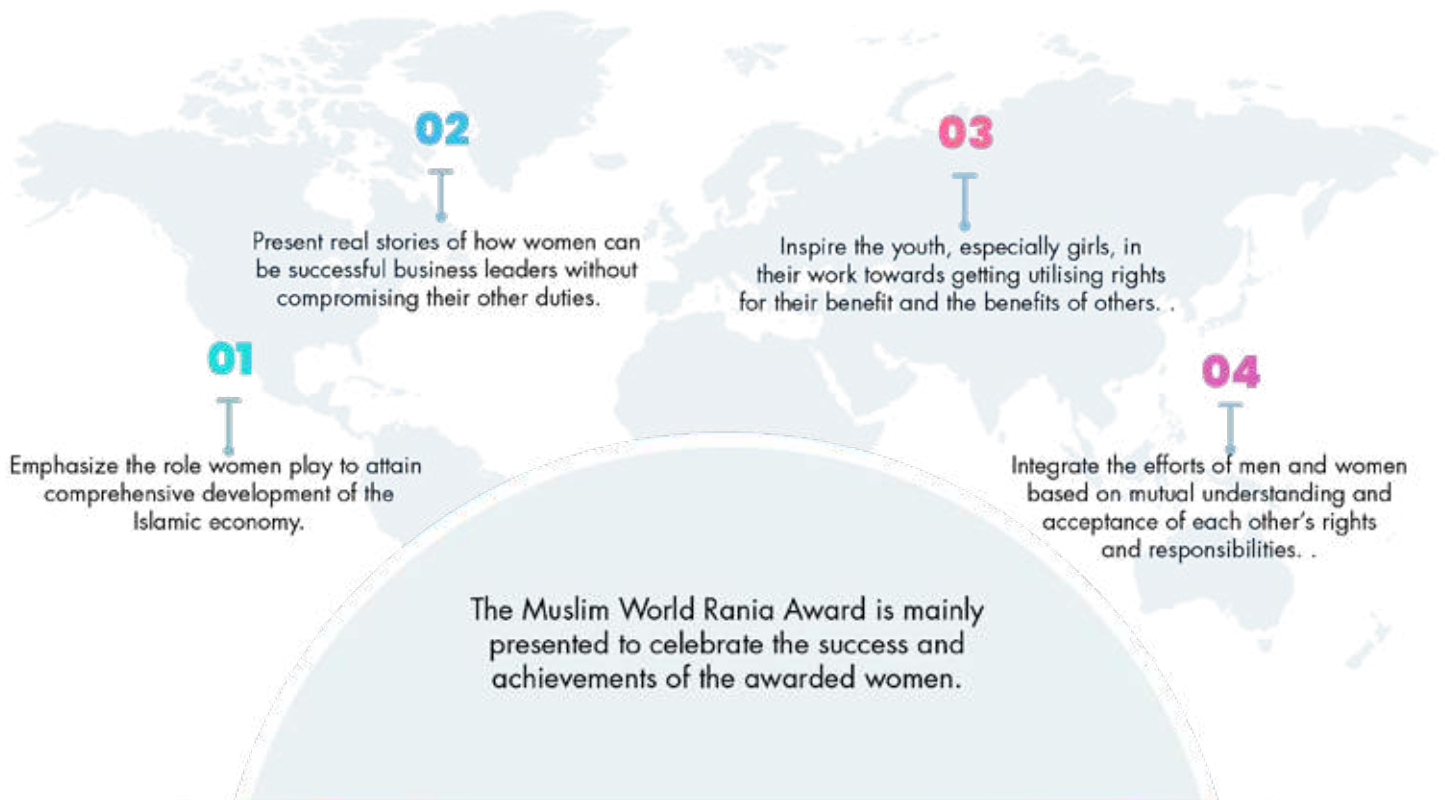 01
Emphasize the role women play to attain
comprehensive development of the
Islamic economy.
02
Present real stories of how women can
be successful business leaders without
compromising their other duties.
03
Inspire the youth, especially girls, in
their work towards getting utilising rights
for their benefit and the benefits of others. .
04
Integrate the efforts of men and women
based on mutual understanding and
acceptance of each other’s rights
and responsibilities. .
The Muslim World Rania Award is mainly
presented to celebrate the success and
achievements of the awarded women.